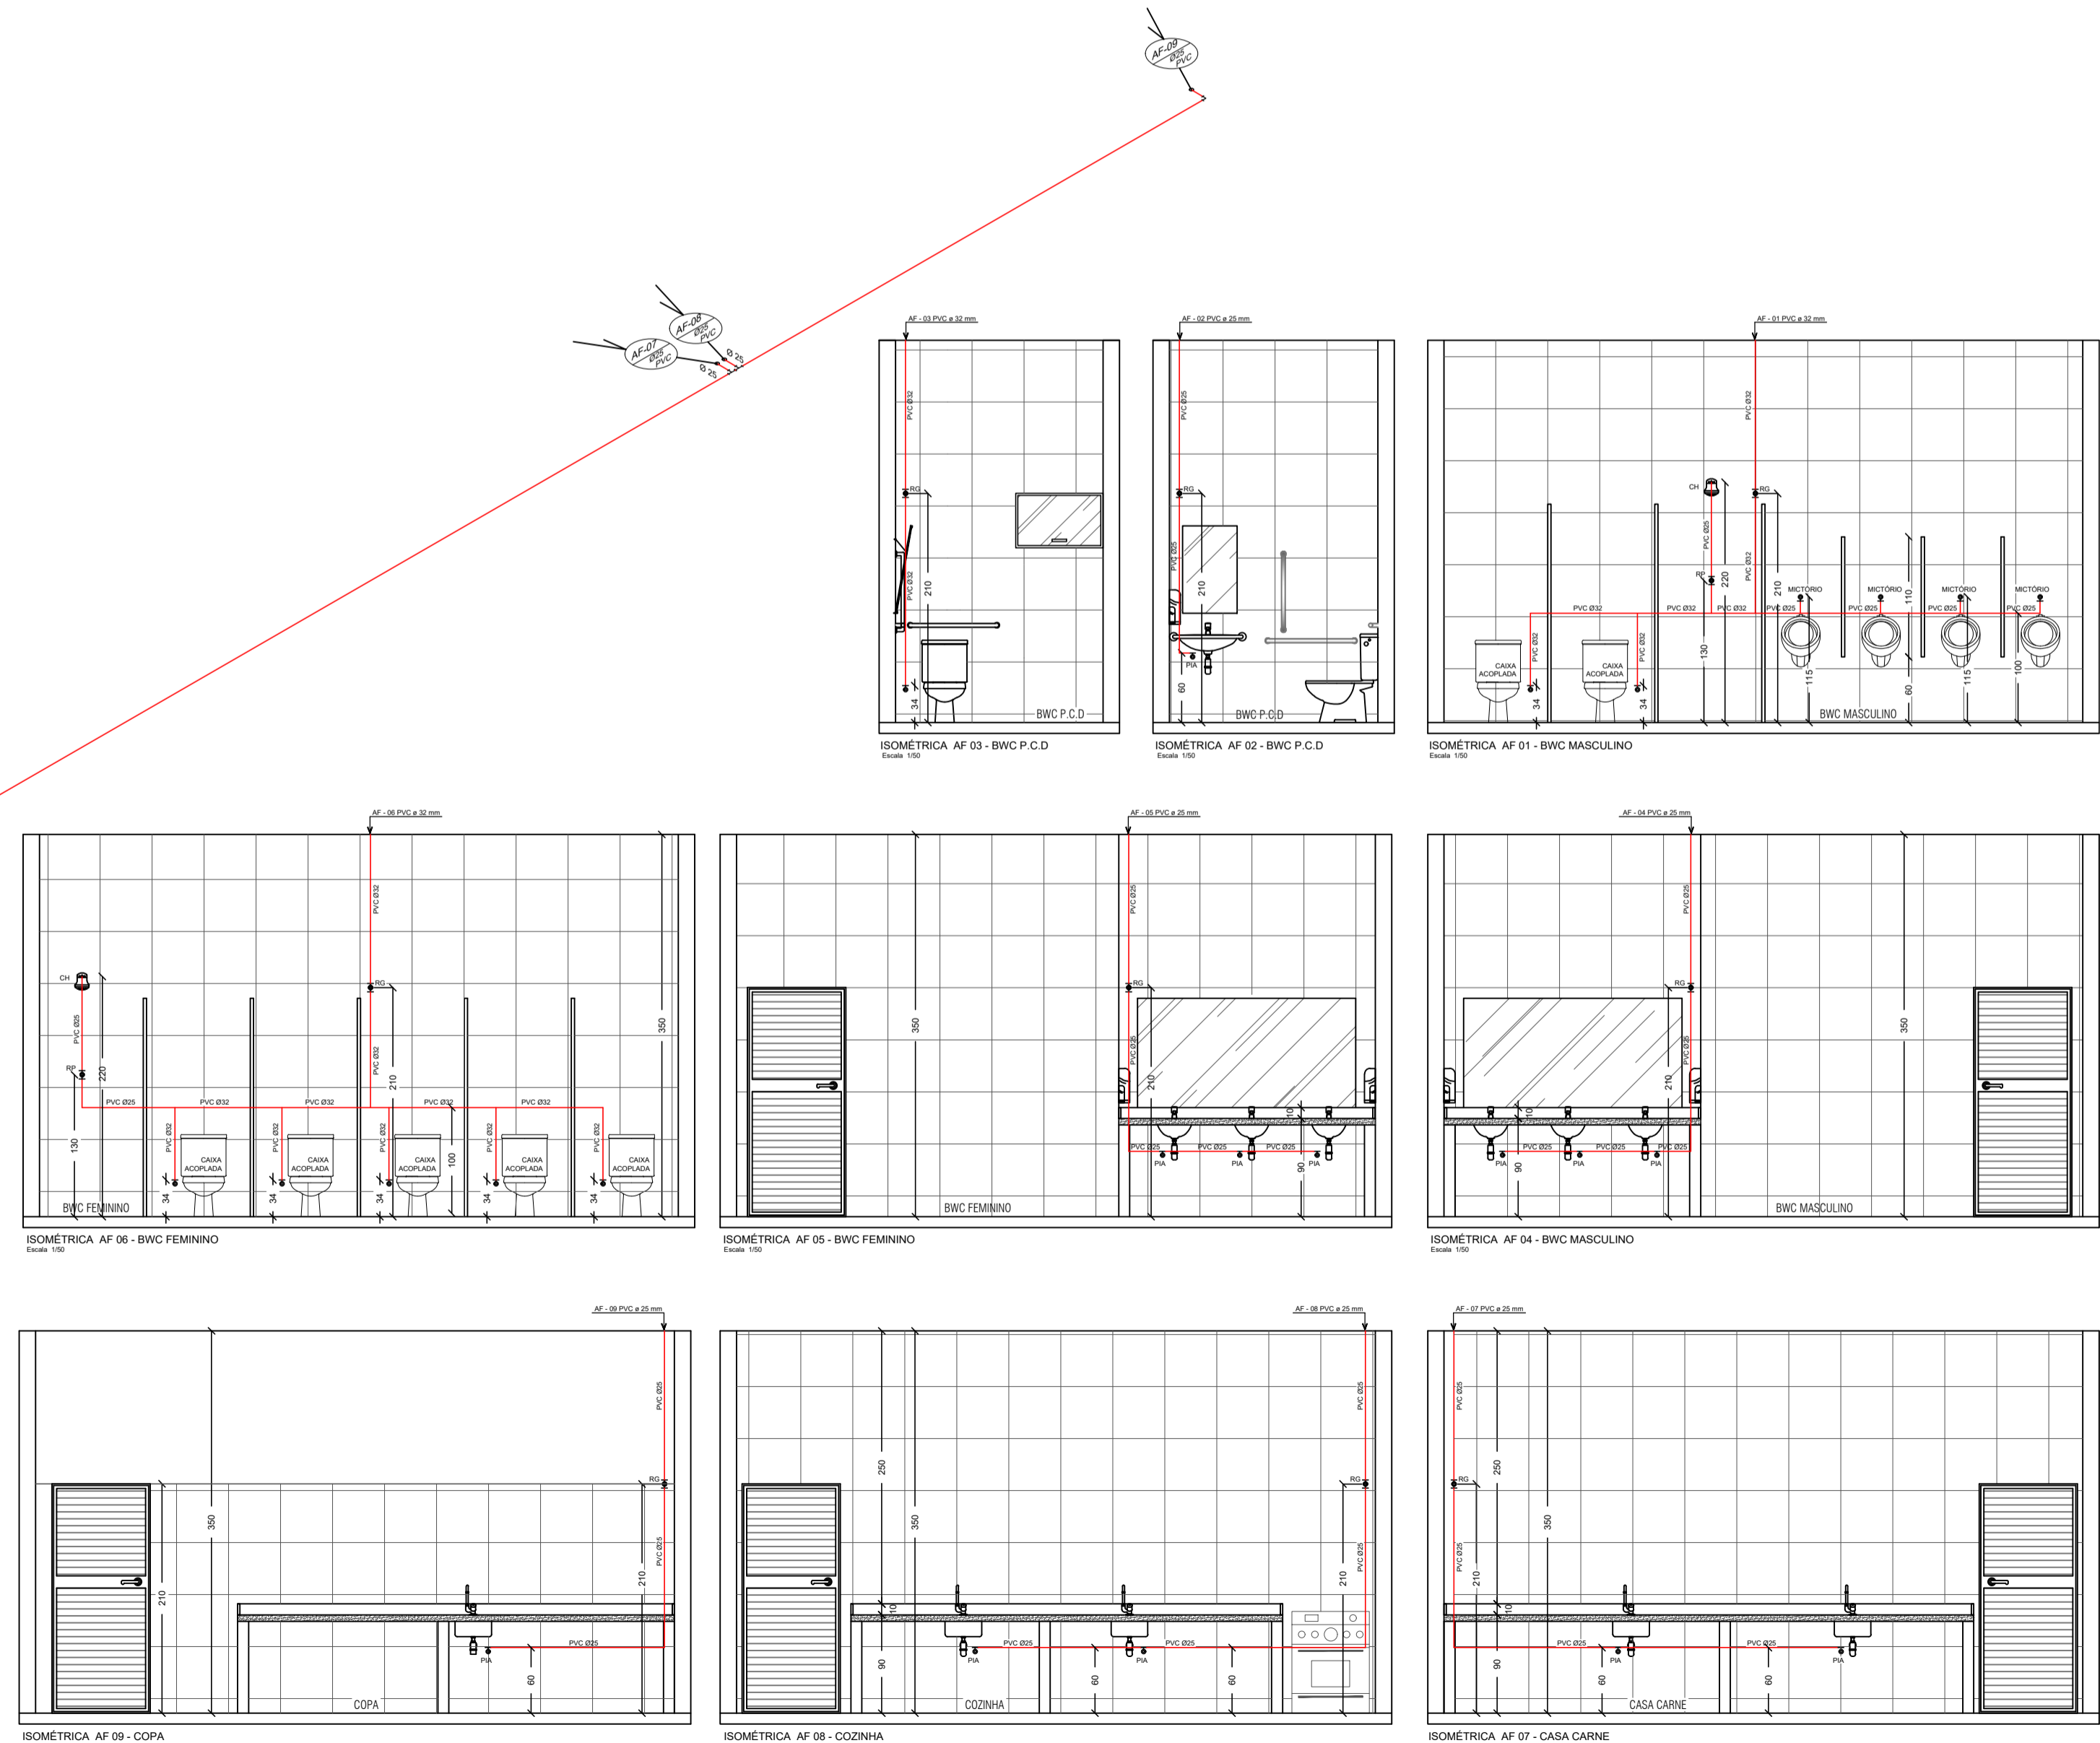 AF-09
Ø25
PVC
AF-08
Ø25
PVC
AF-07
Ø25
PVC
Ø 25
Ø 25
AF - 03 PVC ø 32 mm
PVC Ø32
RG
PVC Ø32
210
34
BWC P.C.D
ISOMÉTRICA AF 03 - BWC P.C.D
Escala 1/50
AF - 02 PVC ø 25 mm
PVC Ø25
RG
PVC Ø25
210
PIA
60
BWC P.C.D
ISOMÉTRICA AF 02 - BWC P.C.D
Escala 1/50
AF - 01 PVC ø 32 mm
PVC Ø32
CH
RG
PVC Ø25
PVC Ø32
RP
220
210
110
MICTÓRIO
MICTÓRIO
MICTÓRIO
MICTÓRIO
PVC Ø32
PVC Ø32
PVC Ø32
PVC Ø25
PVC Ø25
PVC Ø25
PVC Ø25
PVC Ø32
PVC Ø32
CAIXA
ACOPLADA
CAIXA
ACOPLADA
130
115
115
100
60
34
34
BWC MASCULINO
ISOMÉTRICA AF 01 - BWC MASCULINO
Escala 1/50
AF - 06 PVC ø 32 mm
PVC Ø32
CH
RG
PVC Ø25
PVC Ø32
350
RP
220
210
PVC Ø25
PVC Ø32
PVC Ø32
PVC Ø32
PVC Ø32
PVC Ø32
PVC Ø32
PVC Ø32
PVC Ø32
PVC Ø32
130
100
CAIXA
ACOPLADA
CAIXA
ACOPLADA
CAIXA
ACOPLADA
CAIXA
ACOPLADA
CAIXA
ACOPLADA
34
34
34
34
34
BWC FEMININO
ISOMÉTRICA AF 06 - BWC FEMININO
Escala 1/50
AF - 05 PVC ø 25 mm
PVC Ø25
RG
350
PVC Ø25
210
10
PVC Ø25
PVC Ø25
PVC Ø25
PIA
PIA
PIA
90
BWC FEMININO
ISOMÉTRICA AF 05 - BWC FEMININO
Escala 1/50
AF - 04 PVC ø 25 mm
PVC Ø25
RG
350
PVC Ø25
210
10
PVC Ø25
PVC Ø25
PVC Ø25
PIA
PIA
PIA
90
BWC MASCULINO
ISOMÉTRICA AF 04 - BWC MASCULINO
Escala 1/50
AF - 09 PVC ø 25 mm
PVC Ø25
RG
350
PVC Ø25
210
210
PVC Ø25
PIA
60
COPA
ISOMÉTRICA AF 09 - COPA
AF - 08 PVC ø 25 mm
PVC Ø25
250
RG
350
PVC Ø25
210
10
PVC Ø25
PVC Ø25
PIA
PIA
90
60
60
COZINHA
ISOMÉTRICA AF 08 - COZINHA
AF - 07 PVC ø 25 mm
PVC Ø25
250
RG
350
PVC Ø25
210
10
PVC Ø25
PVC Ø25
PIA
PIA
90
60
60
CASA CARNE
ISOMÉTRICA AF 07 - CASA CARNE